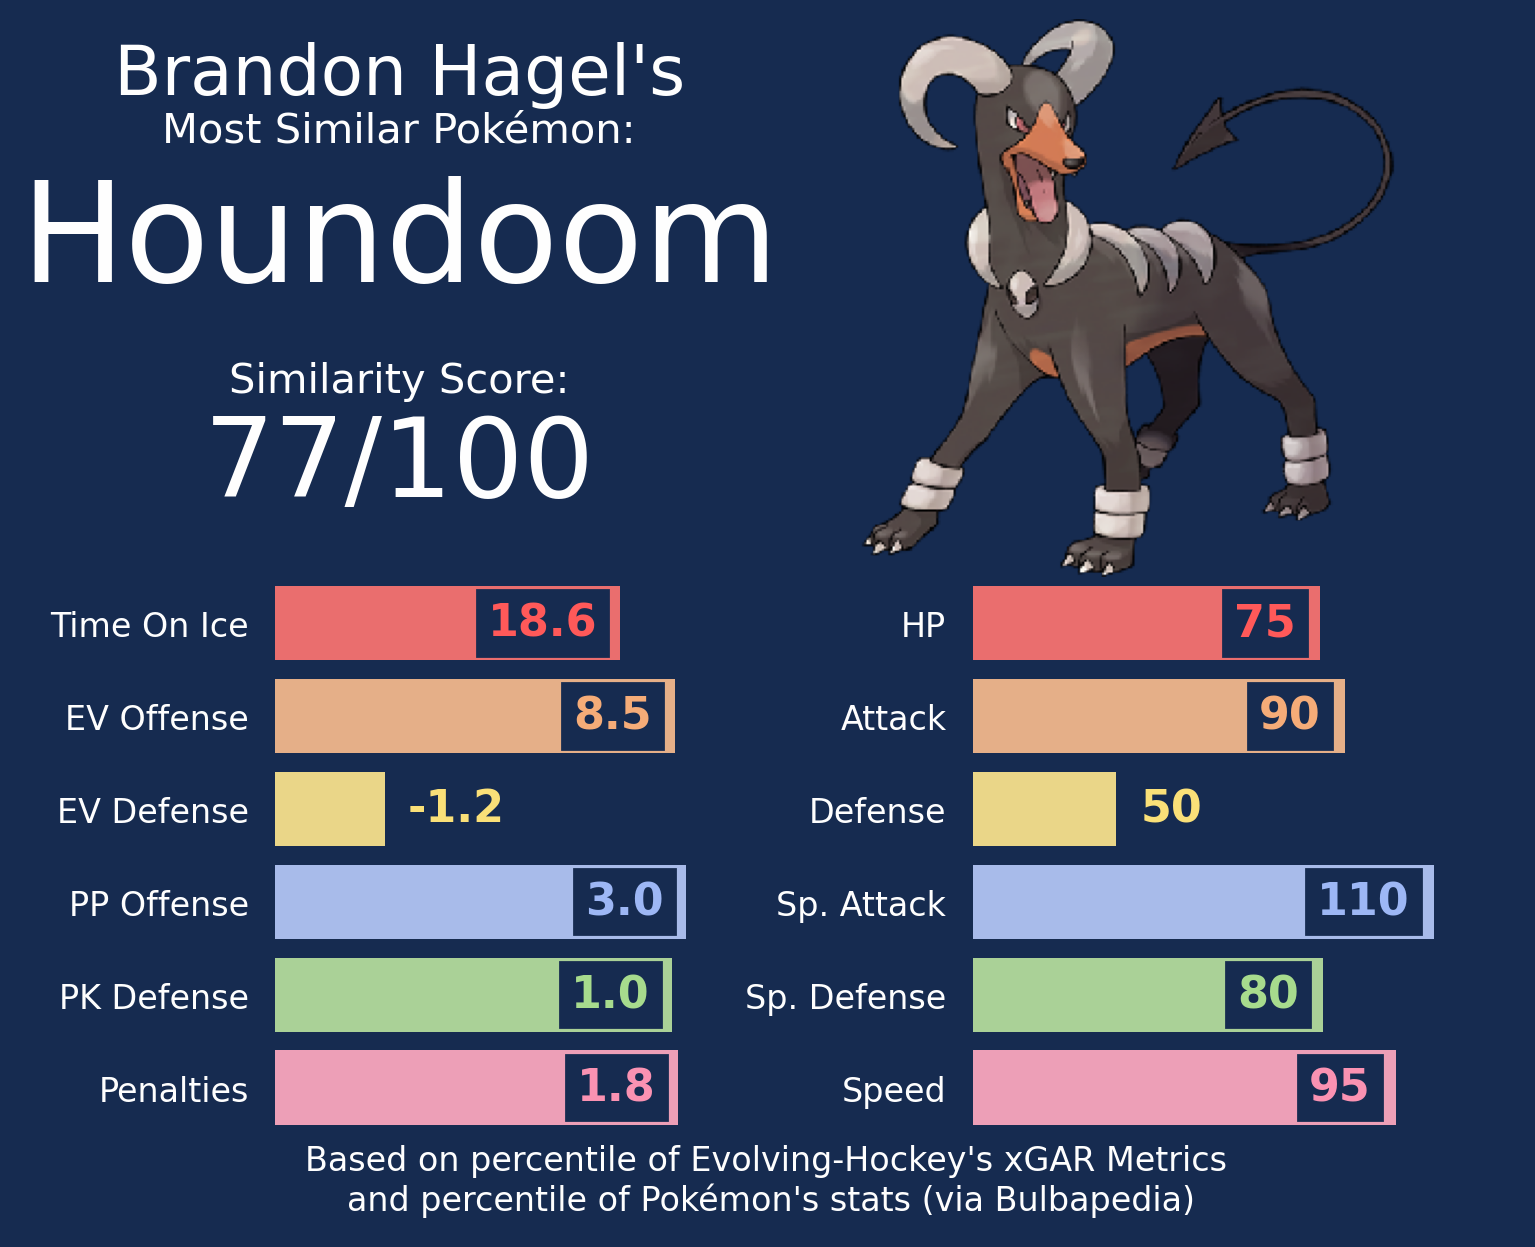 Brandon Hagel's
Most Similar Pokémon:
Houndoom
Similarity Score:
77/100
Time On Ice 18.6
EV Offense 8.5
EV Defense -1.2
PP Offense 3.0
PK Defense 1.0
Penalties 1.8
HP 75
Attack 90
Defense 50
Sp. Attack 110
Sp. Defense 80
Speed 95
Based on percentile of Evolving-Hockey's xGAR Metrics
and percentile of Pokémon's stats (via Bulbapedia)